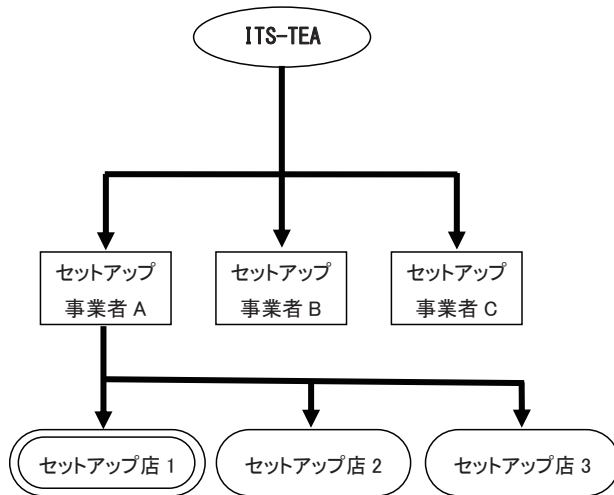 ITS-TEA
セットアップ
事業者 A
セットアップ
事業者 B
セットアップ
事業者 C
セットアップ店 1
セットアップ店 2
セットアップ店 3